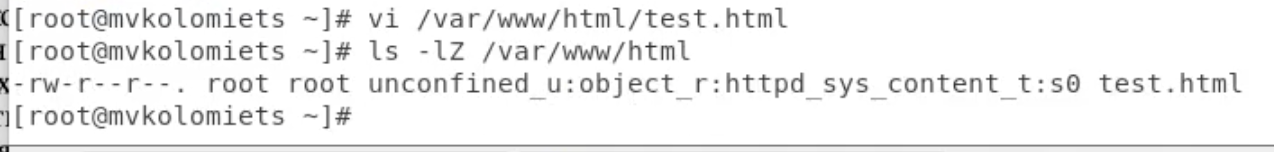 [root@mvkolomiets ~]# vi /var/www/html/test.html
[root@mvkolomiets ~]# ls -lZ /var/www/html
-rw-r--r--. root root unconfined_u:object_r:httpd_sys_content_t:s0 test.html
[root@mvkolomiets ~]#